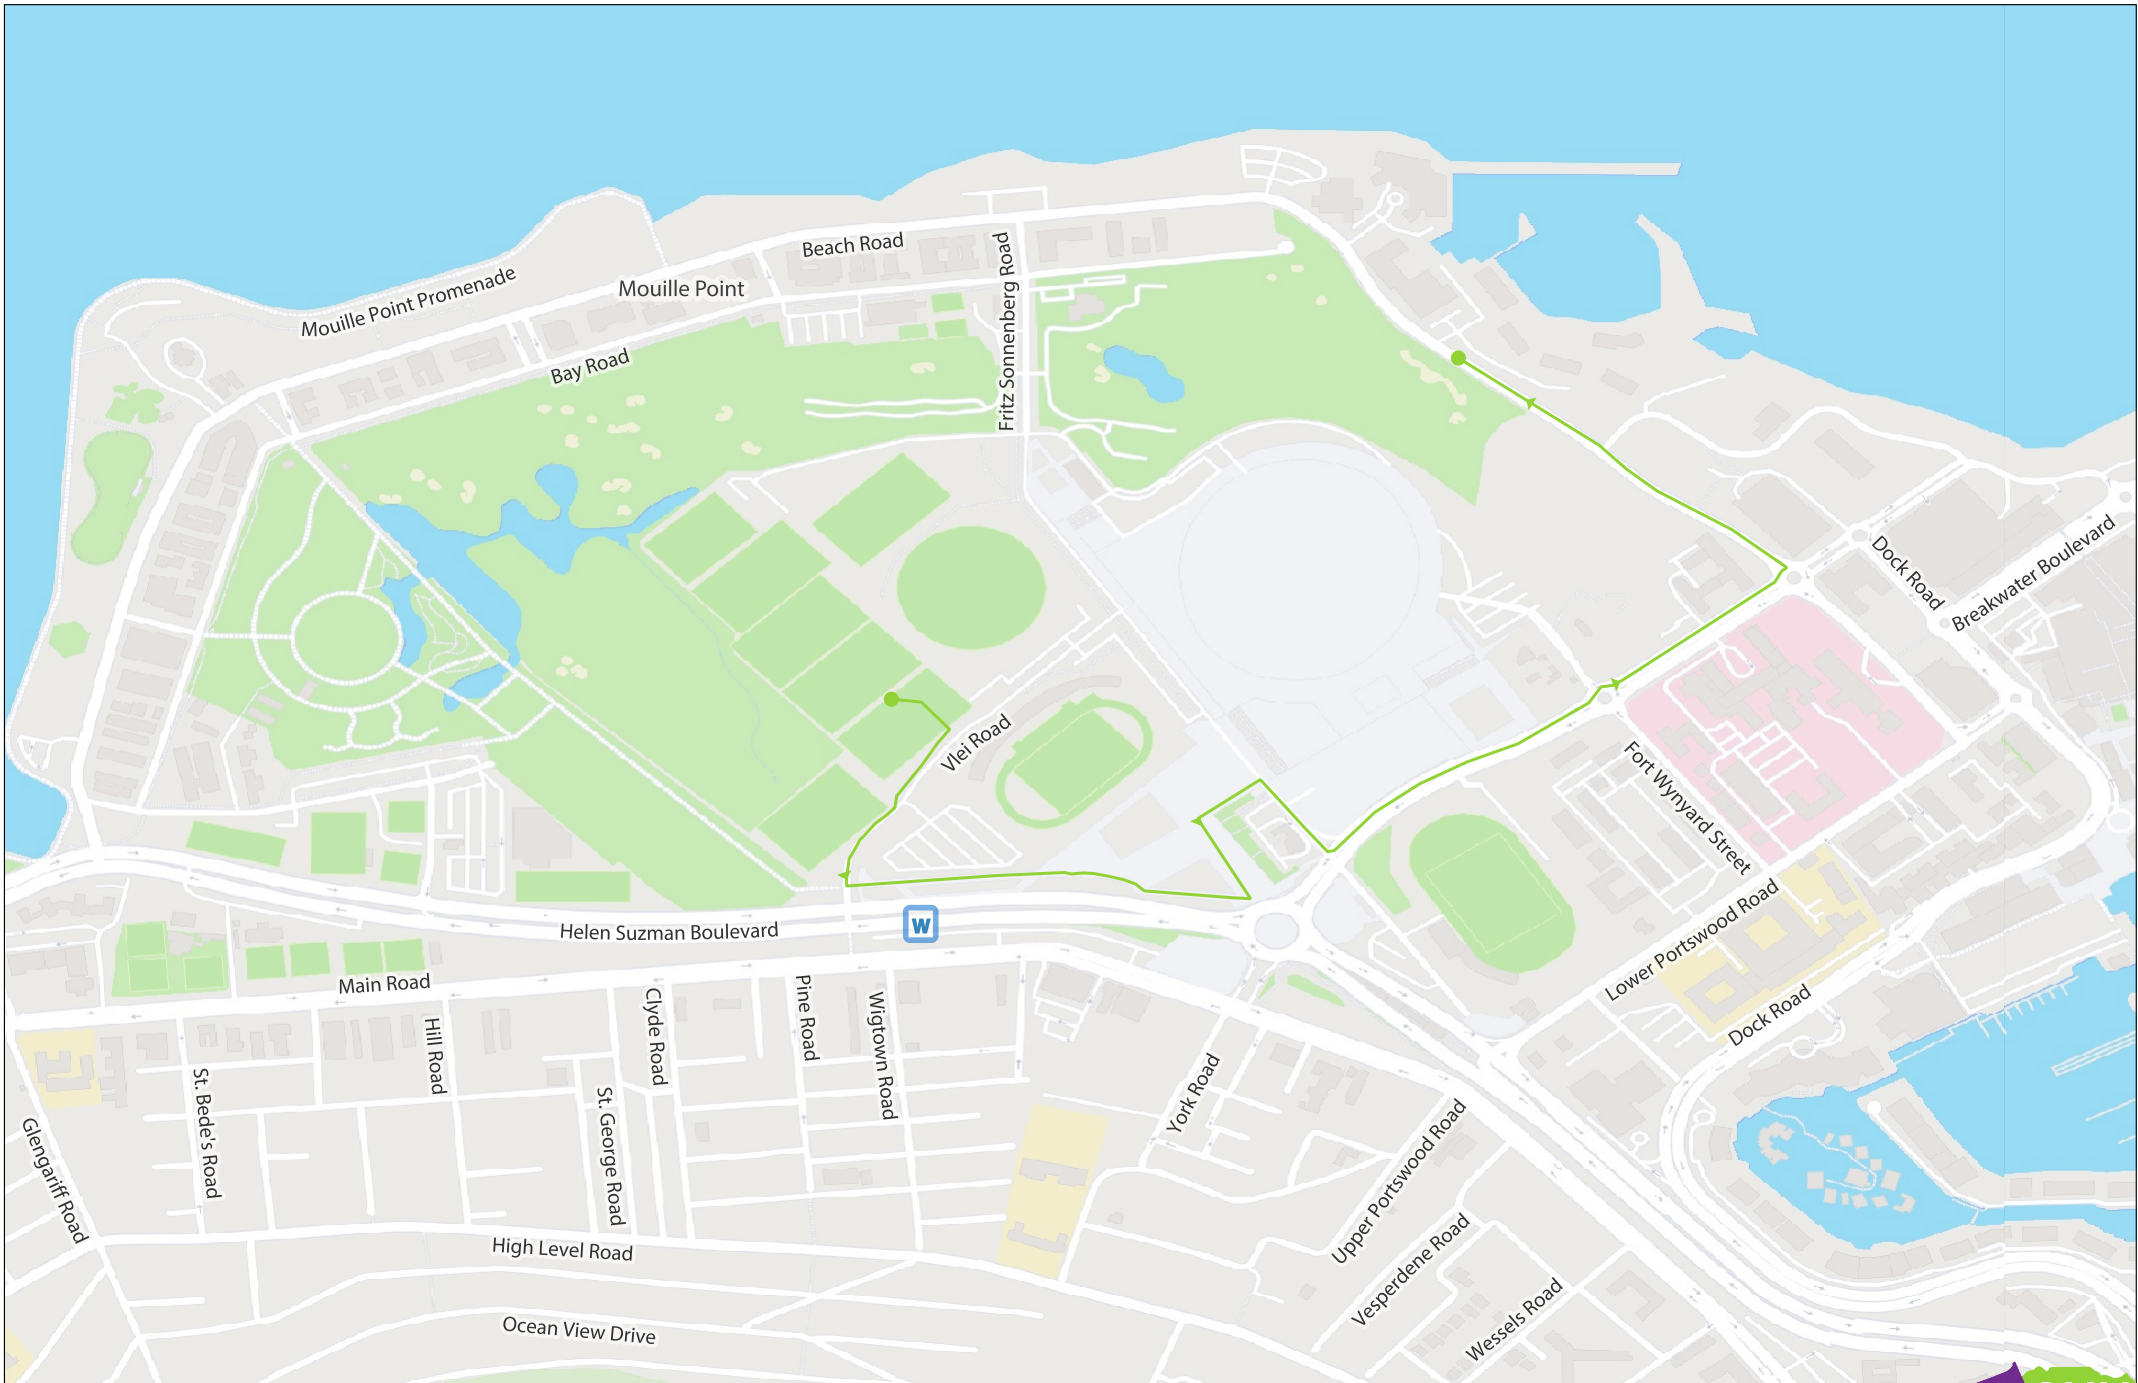 Beach Road
Mouille Point
Mouille Point Promenade
Fritz Sonnenberg Road
Bay Road
Dock Road
Breakwater Boulevard
Vlei Road
Fort Wynyard Street
W
Helen Suzman Boulevard
Lower Portswood Road
Main Road
Dock Road
Hill Road
Clyde Road
Pine Road
Wigtown Road
St. Bede's Road
St. George Road
York Road
Glengariff Road
Upper Portswood Road
High Level Road
Vesperdene Road
Wessels Road
Ocean View Drive